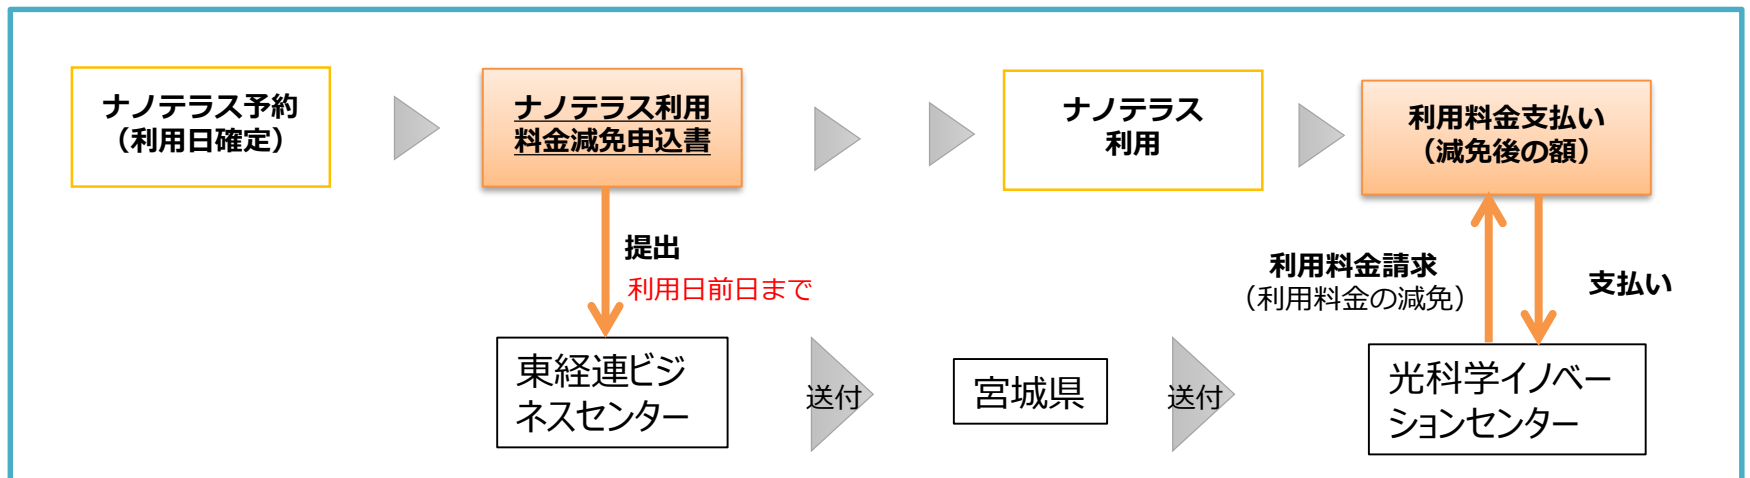 ナノテラス予約
（利用日確定）
ナノテラス利用
料金減免申込書
ナノテラス
利用
利用料金支払い
（減免後の額）
提出
利用日前日まで
利用料金請求
（利用料金の減免）
支払い
東経連ビジ
ネスセンター
送付
宮城県
送付
光科学イノベー
ションセンター